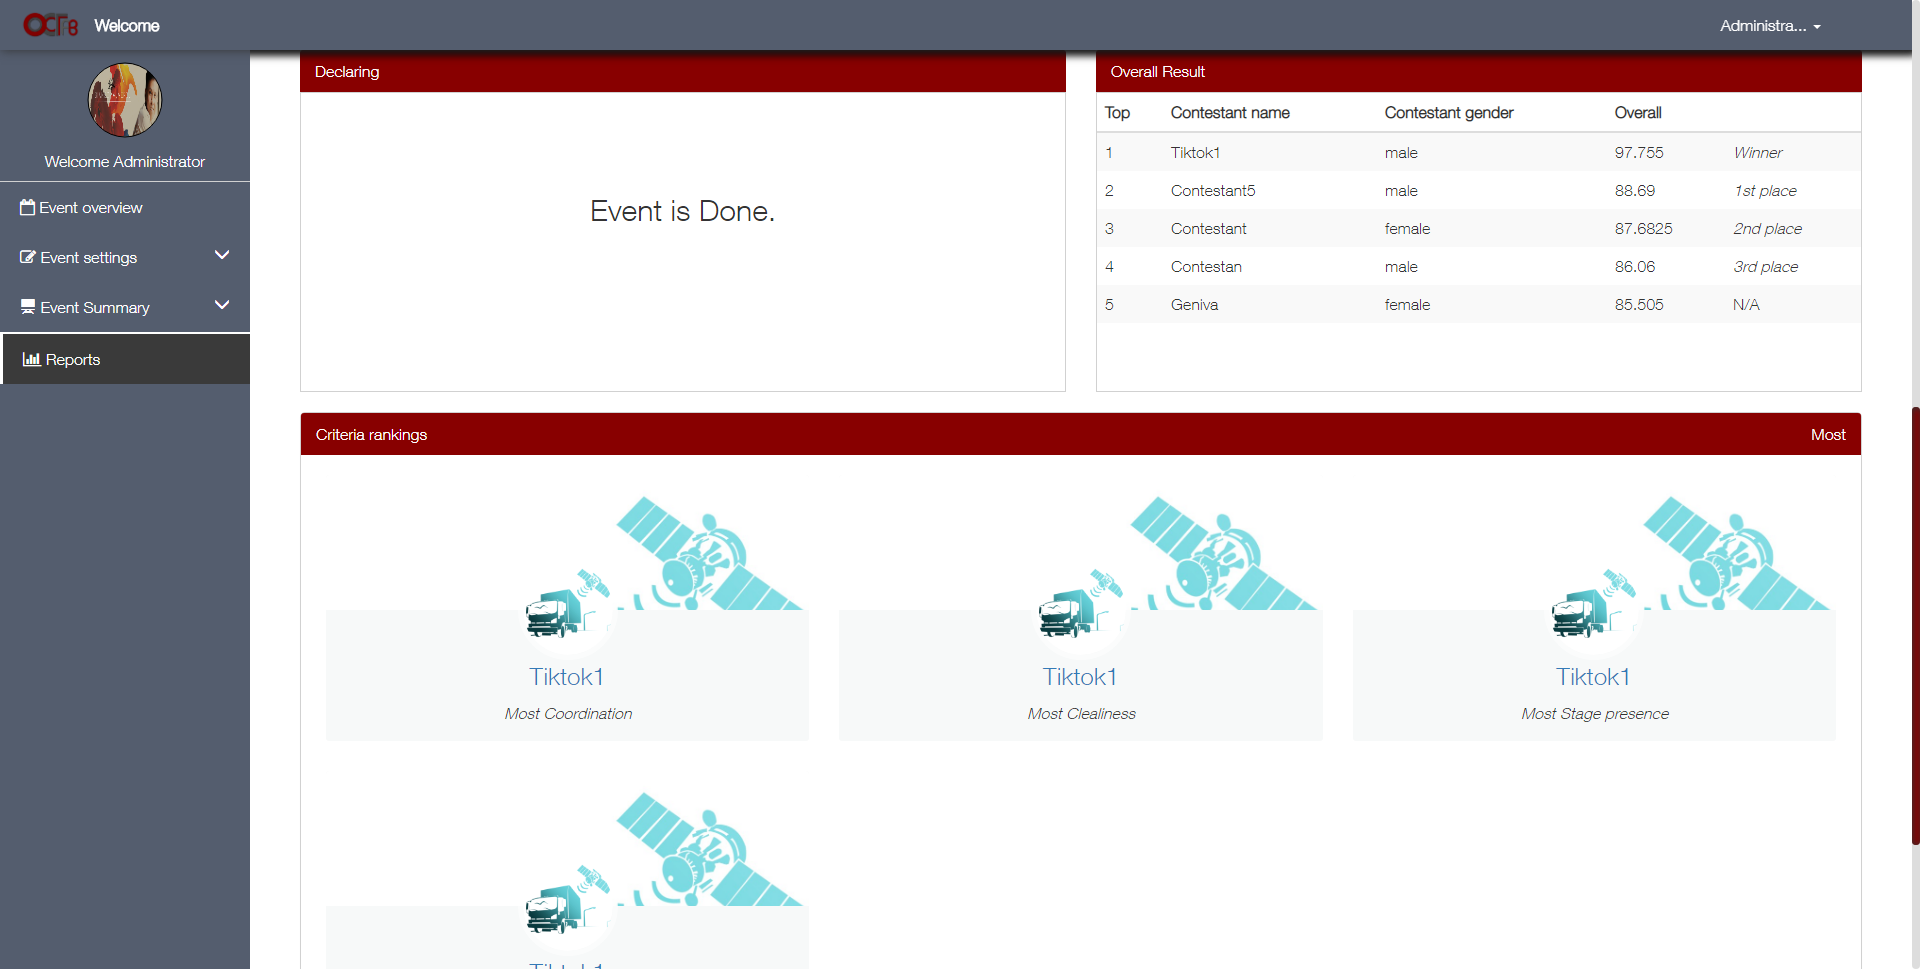 Welcome
Administra...
Welcome Administrator
Event overview
Event settings
Event Summary
Reports
Declaring
Event is Done.
Overall Result
Top Contestant name Contestant gender Overall
1 Tiktok1 male 97.755 Winner
2 Contestant5 male 88.69 1st place
3 Contestant female 87.6825 2nd place
4 Contestan male 86.06 3rd place
5 Geniva female 85.505 N/A
Criteria rankings Most
Tiktok1 Tiktok1 Tiktok1
Most Coordination Most Clealiness Most Stage presence
Tiktok1